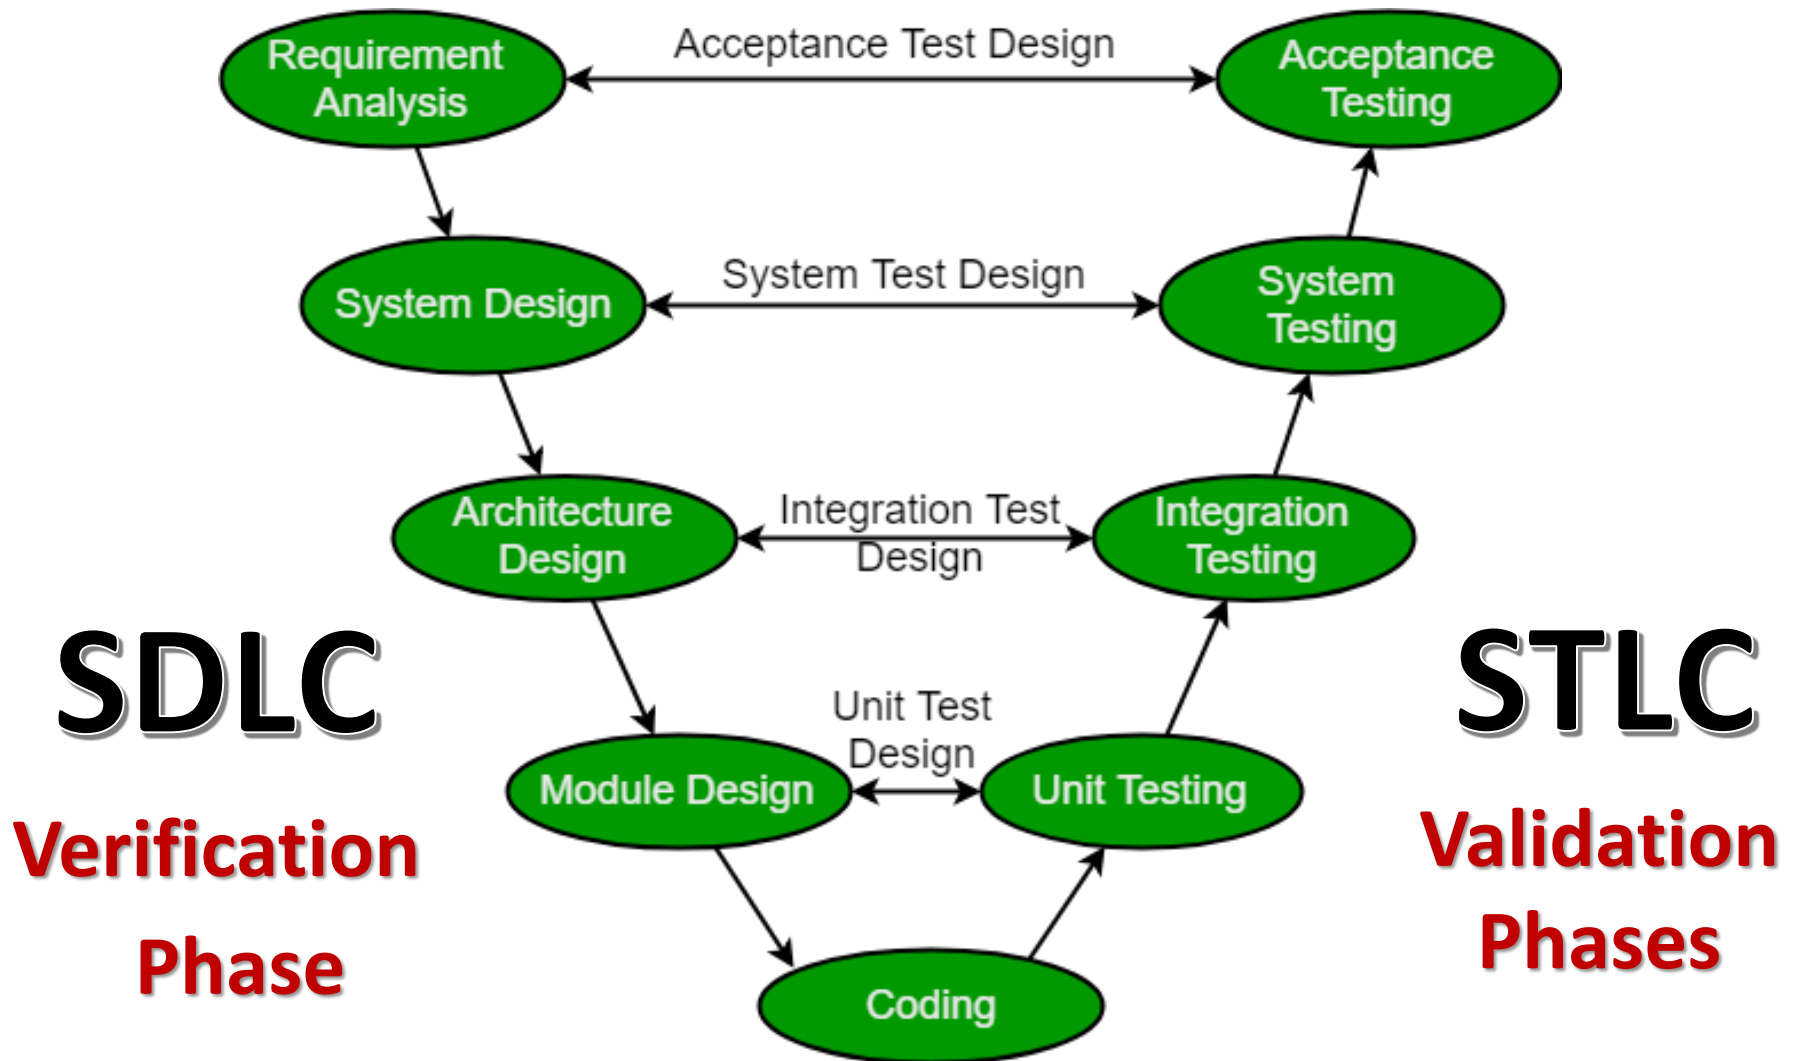 Requirement
Analysis
Acceptance Test Design
Acceptance
Testing
System Design
System Test Design
System
Testing
Architecture
Design
Integration Test
Design
Integration
Testing
SDLC
STLC
Unit Test
Design
Module Design
Unit Testing
Verification
Phase
Validation
Phases
Coding